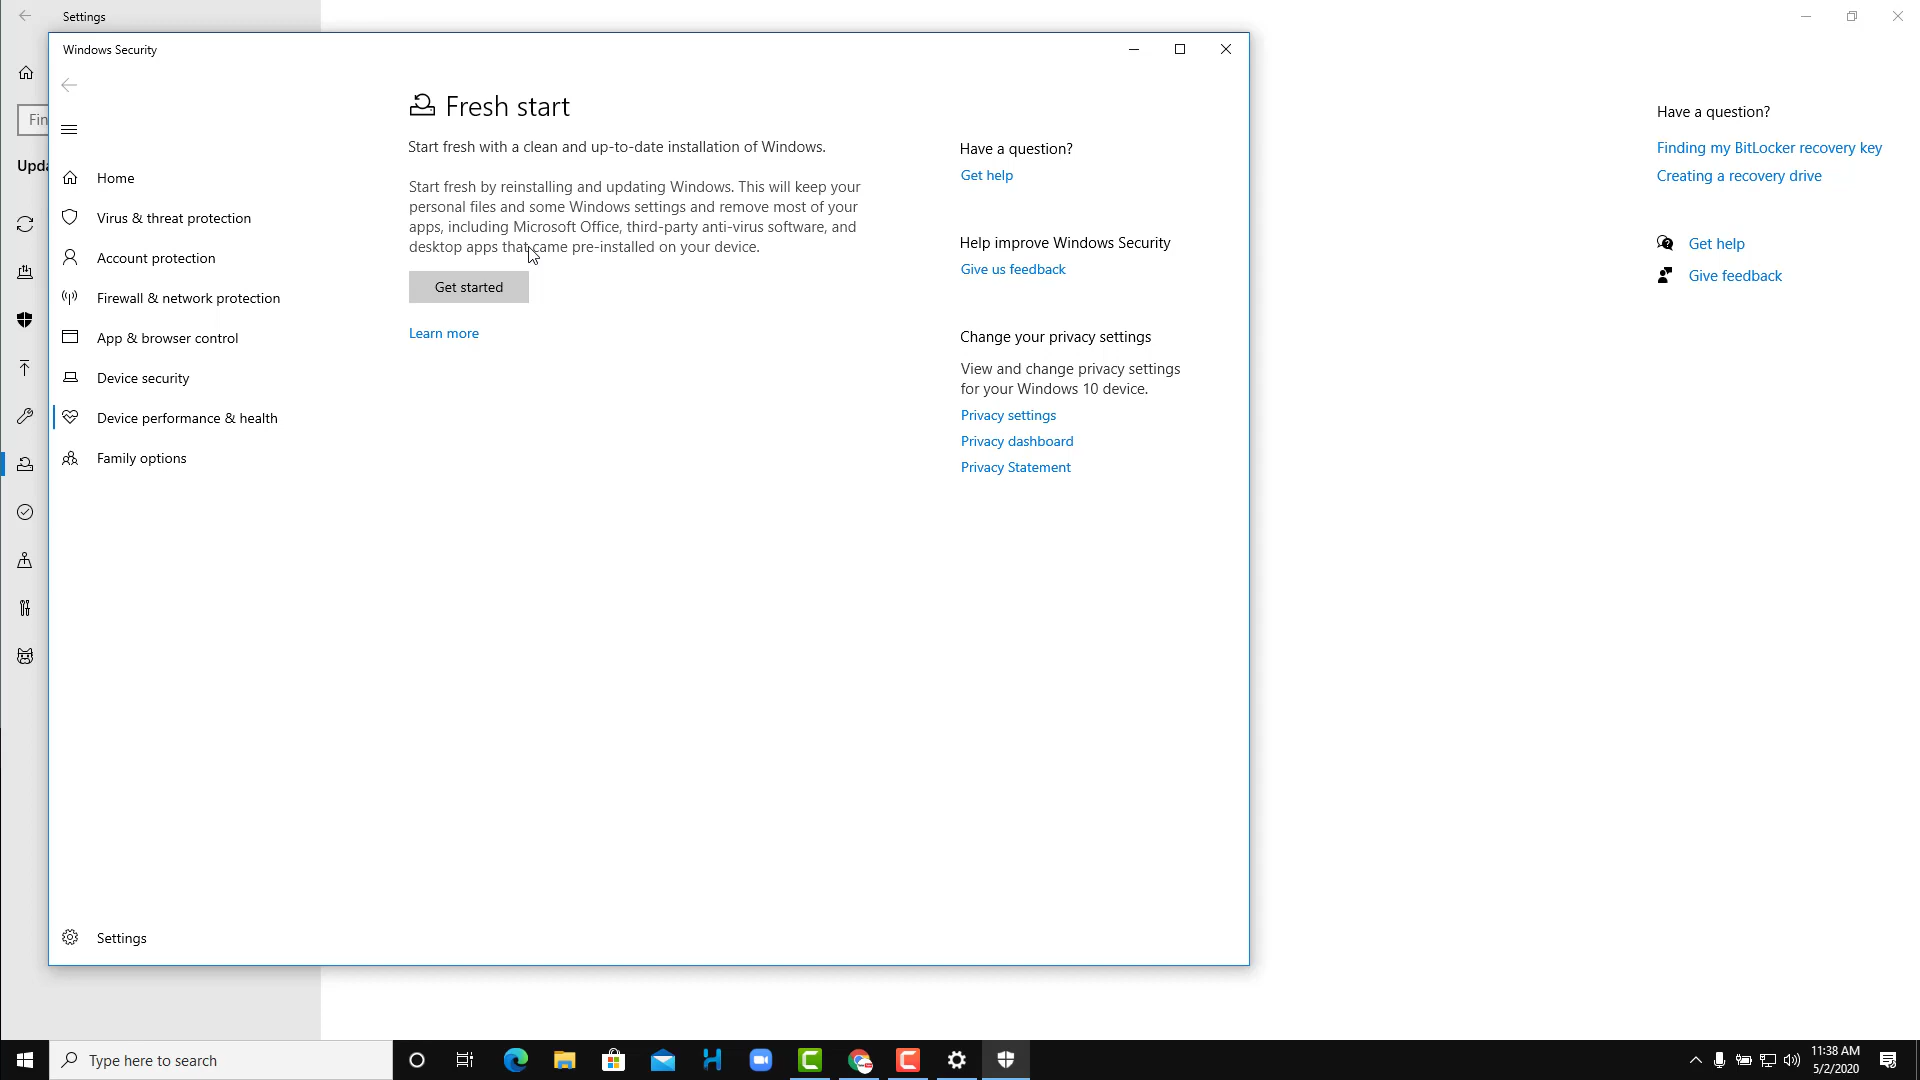 Settings
Windows Security
Fin
Upda
Home
Virus & threat protection
Account protection
Firewall & network protection
App & browser control
Device security
Device performance & health
Family options
Settings
Fresh start
Start fresh with a clean and up-to-date installation of Windows.
Start fresh by reinstalling and updating Windows. This will keep your
personal files and some Windows settings and remove most of your
apps, including Microsoft Office, third-party anti-virus software, and
desktop apps that came pre-installed on your device.
Get started
Learn more
Have a question?
Get help
Help improve Windows Security
Give us feedback
Change your privacy settings
View and change privacy settings
for your Windows 10 device.
Privacy settings
Privacy dashboard
Privacy Statement
Have a question?
Finding my BitLocker recovery key
Creating a recovery drive
Get help
Give feedback
Type here to search
11:38 AM
5/2/2020